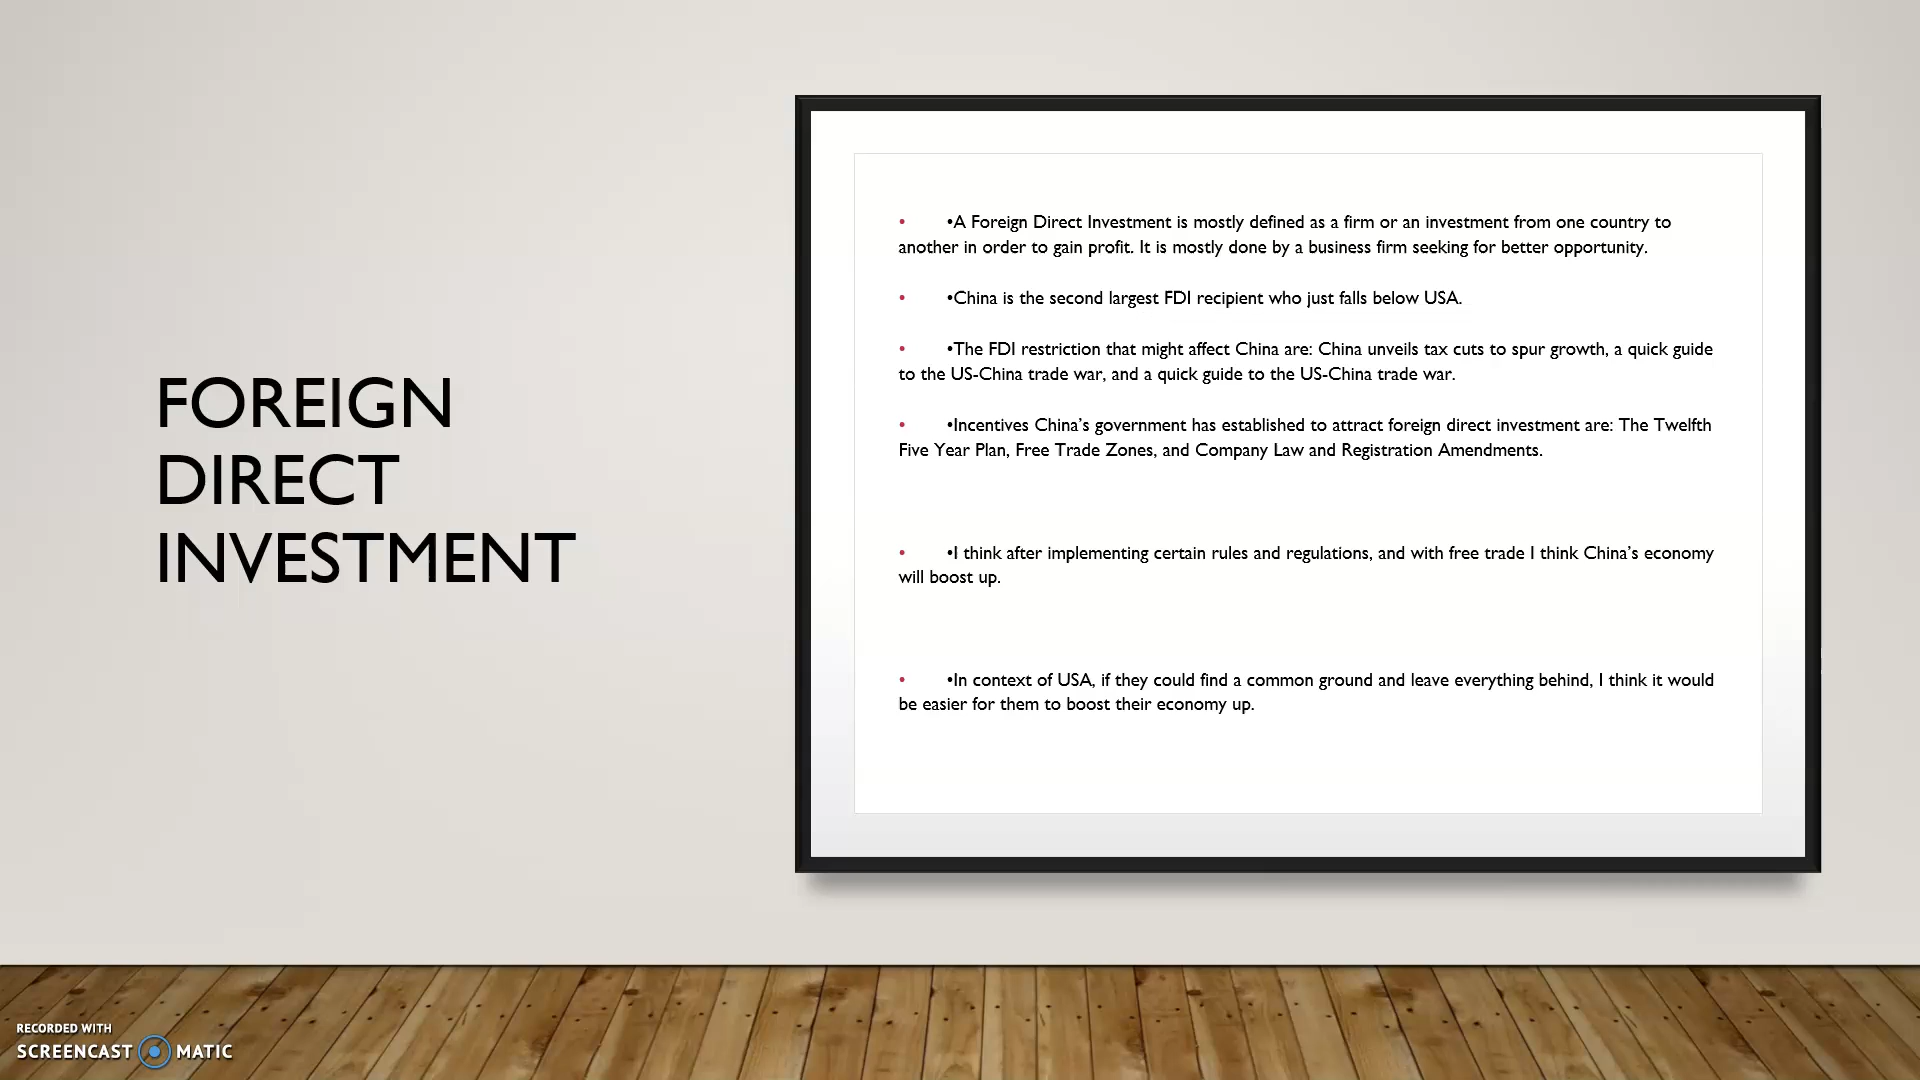 FOREIGN
DIRECT
INVESTMENT
• •A Foreign Direct Investment is mostly defined as a firm or an investment from one country to
another in order to gain profit. It is mostly done by a business firm seeking for better opportunity.
• •China is the second largest FDI recipient who just falls below USA.
• •The FDI restriction that might affect China are: China unveils tax cuts to spur growth, a quick guide
to the US-China trade war, and a quick guide to the US-China trade war.
• •Incentives China’s government has established to attract foreign direct investment are: The Twelfth
Five Year Plan, Free Trade Zones, and Company Law and Registration Amendments.
• •I think after implementing certain rules and regulations, and with free trade I think China’s economy
will boost up.
• •In context of USA, if they could find a common ground and leave everything behind, I think it would
be easier for them to boost their economy up.
RECORDED WITH
SCREENCAST MATIC